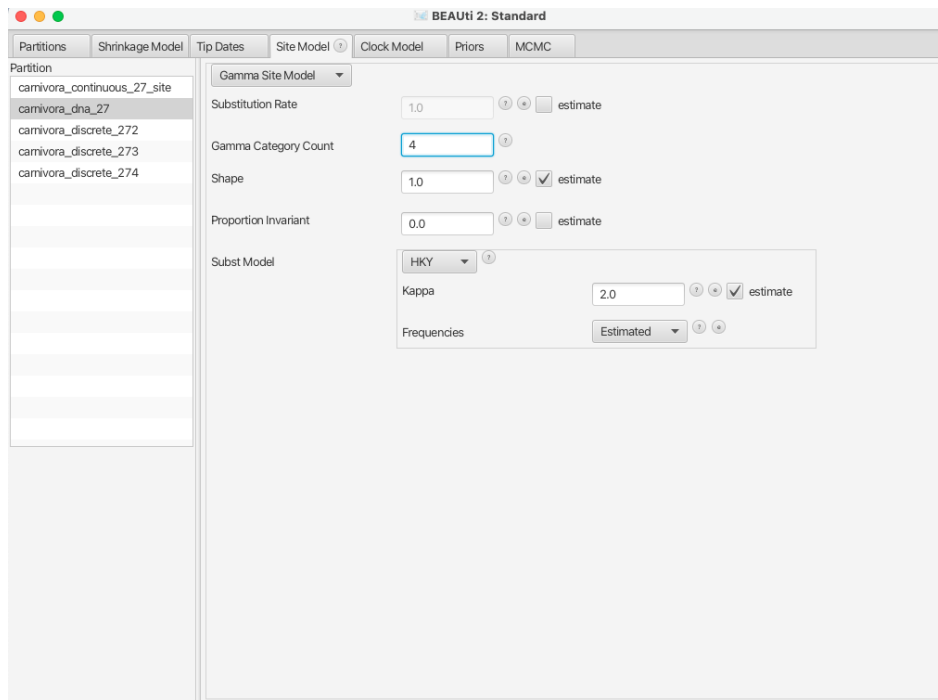 BEAUti 2: Standard
Partitions Shrinkage Model Tip Dates Site Model ? Clock Model Priors MCMC
Partition
carnivora_continuous_27_site
carnivora_dna_27
carnivora_discrete_272
carnivora_discrete_273
carnivora_discrete_274
Gamma Site Model
Substitution Rate 1.0 ? estimate
Gamma Category Count 4 ?
Shape 1.0 ? estimate
Proportion Invariant 0.0 ? estimate
Subst Model HKY ?
Kappa 2.0 ? estimate
Frequencies Estimated ?